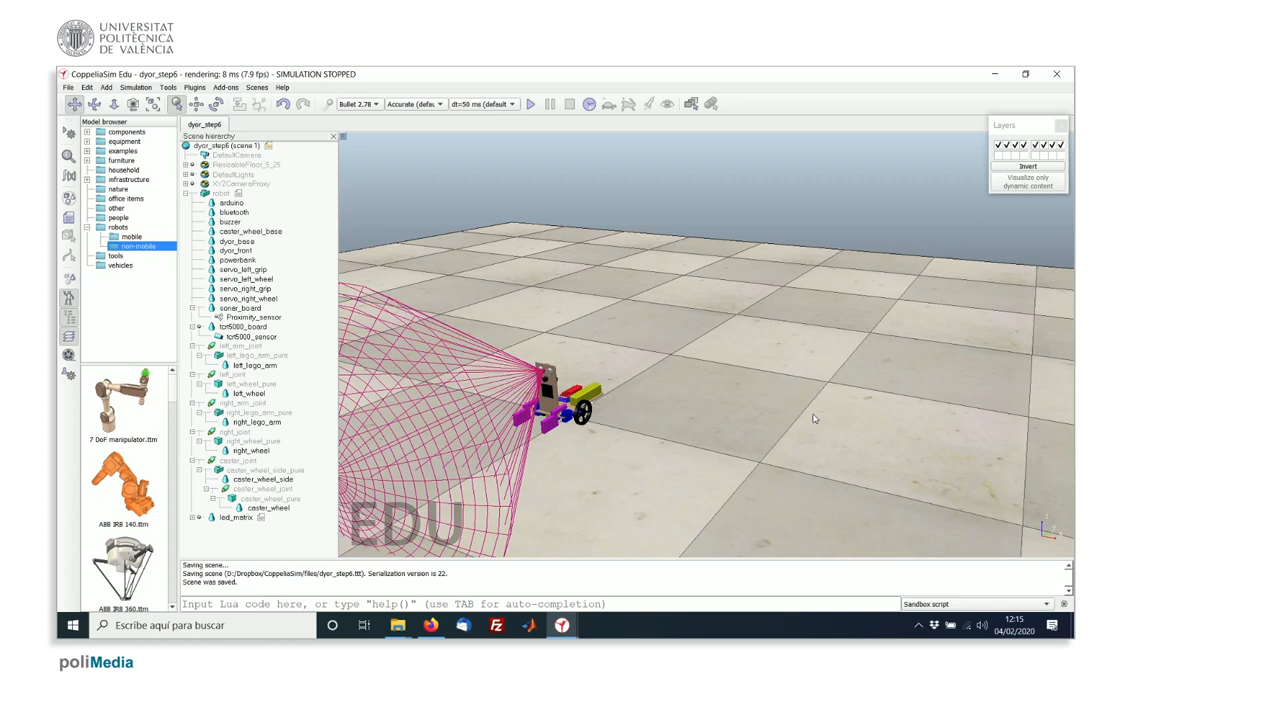 UNIVERSITAT
POLITÈCNICA
DE VALÈNCIA
CoppeliaSim Edu - dyor_step6 - rendering: 8 ms (7.9 fps) - SIMULATION STOPPED
File Edit Add Simulation Tools Plugins Add-ons Scenes Help
Bullet 2.78 Accurate (defau dt=50 ms (default
Model browser
components
equipment
examples
furniture
household
infrastructure
nature
office items
other
people
robots
mobile
non-mobile
tools
vehicles
7 DoF manipulator.ttm
ABB IRB 140.ttm
ABB IRB 360.ttm
dyor_step6
Scene hierarchy
dyor_step6 (scene 1)
DefaultCamera
ResizableFloor_5_25
DefaultLights
XYZCameraProxy
robot
arduino
bluetooth
buzzer
caster_wheel_base
dyor_base
dyor_front
powerbank
servo_left_grip
servo_left_wheel
servo_right_grip
servo_right_wheel
sonar_board
Proximity_sensor
tcrt5000_board
tcrt5000_sensor
left_arm_joint
left_lego_arm_pure
left_lego_arm
left_joint
left_wheel_pure
left_wheel
right_arm_joint
right_lego_arm_pure
right_lego_arm
right_joint
right_wheel_pure
right_wheel
caster_joint
caster_wheel_side_pure
caster_wheel_side
caster_wheel_joint
caster_wheel_pure
caster_wheel
led_matrix
Layers
Invert
Visualize only
dynamic content
EDU
Saving scene...
Saving scene (D:/Dropbox/CoppeliaSim/files/dyor_step6.ttt). Serialization version is 22.
Scene was saved.
Input Lua code here, or type "help()" (use TAB for auto-completion)
Sandbox script
Escribe aquí para buscar
12:15
04/02/2020
poliMedia